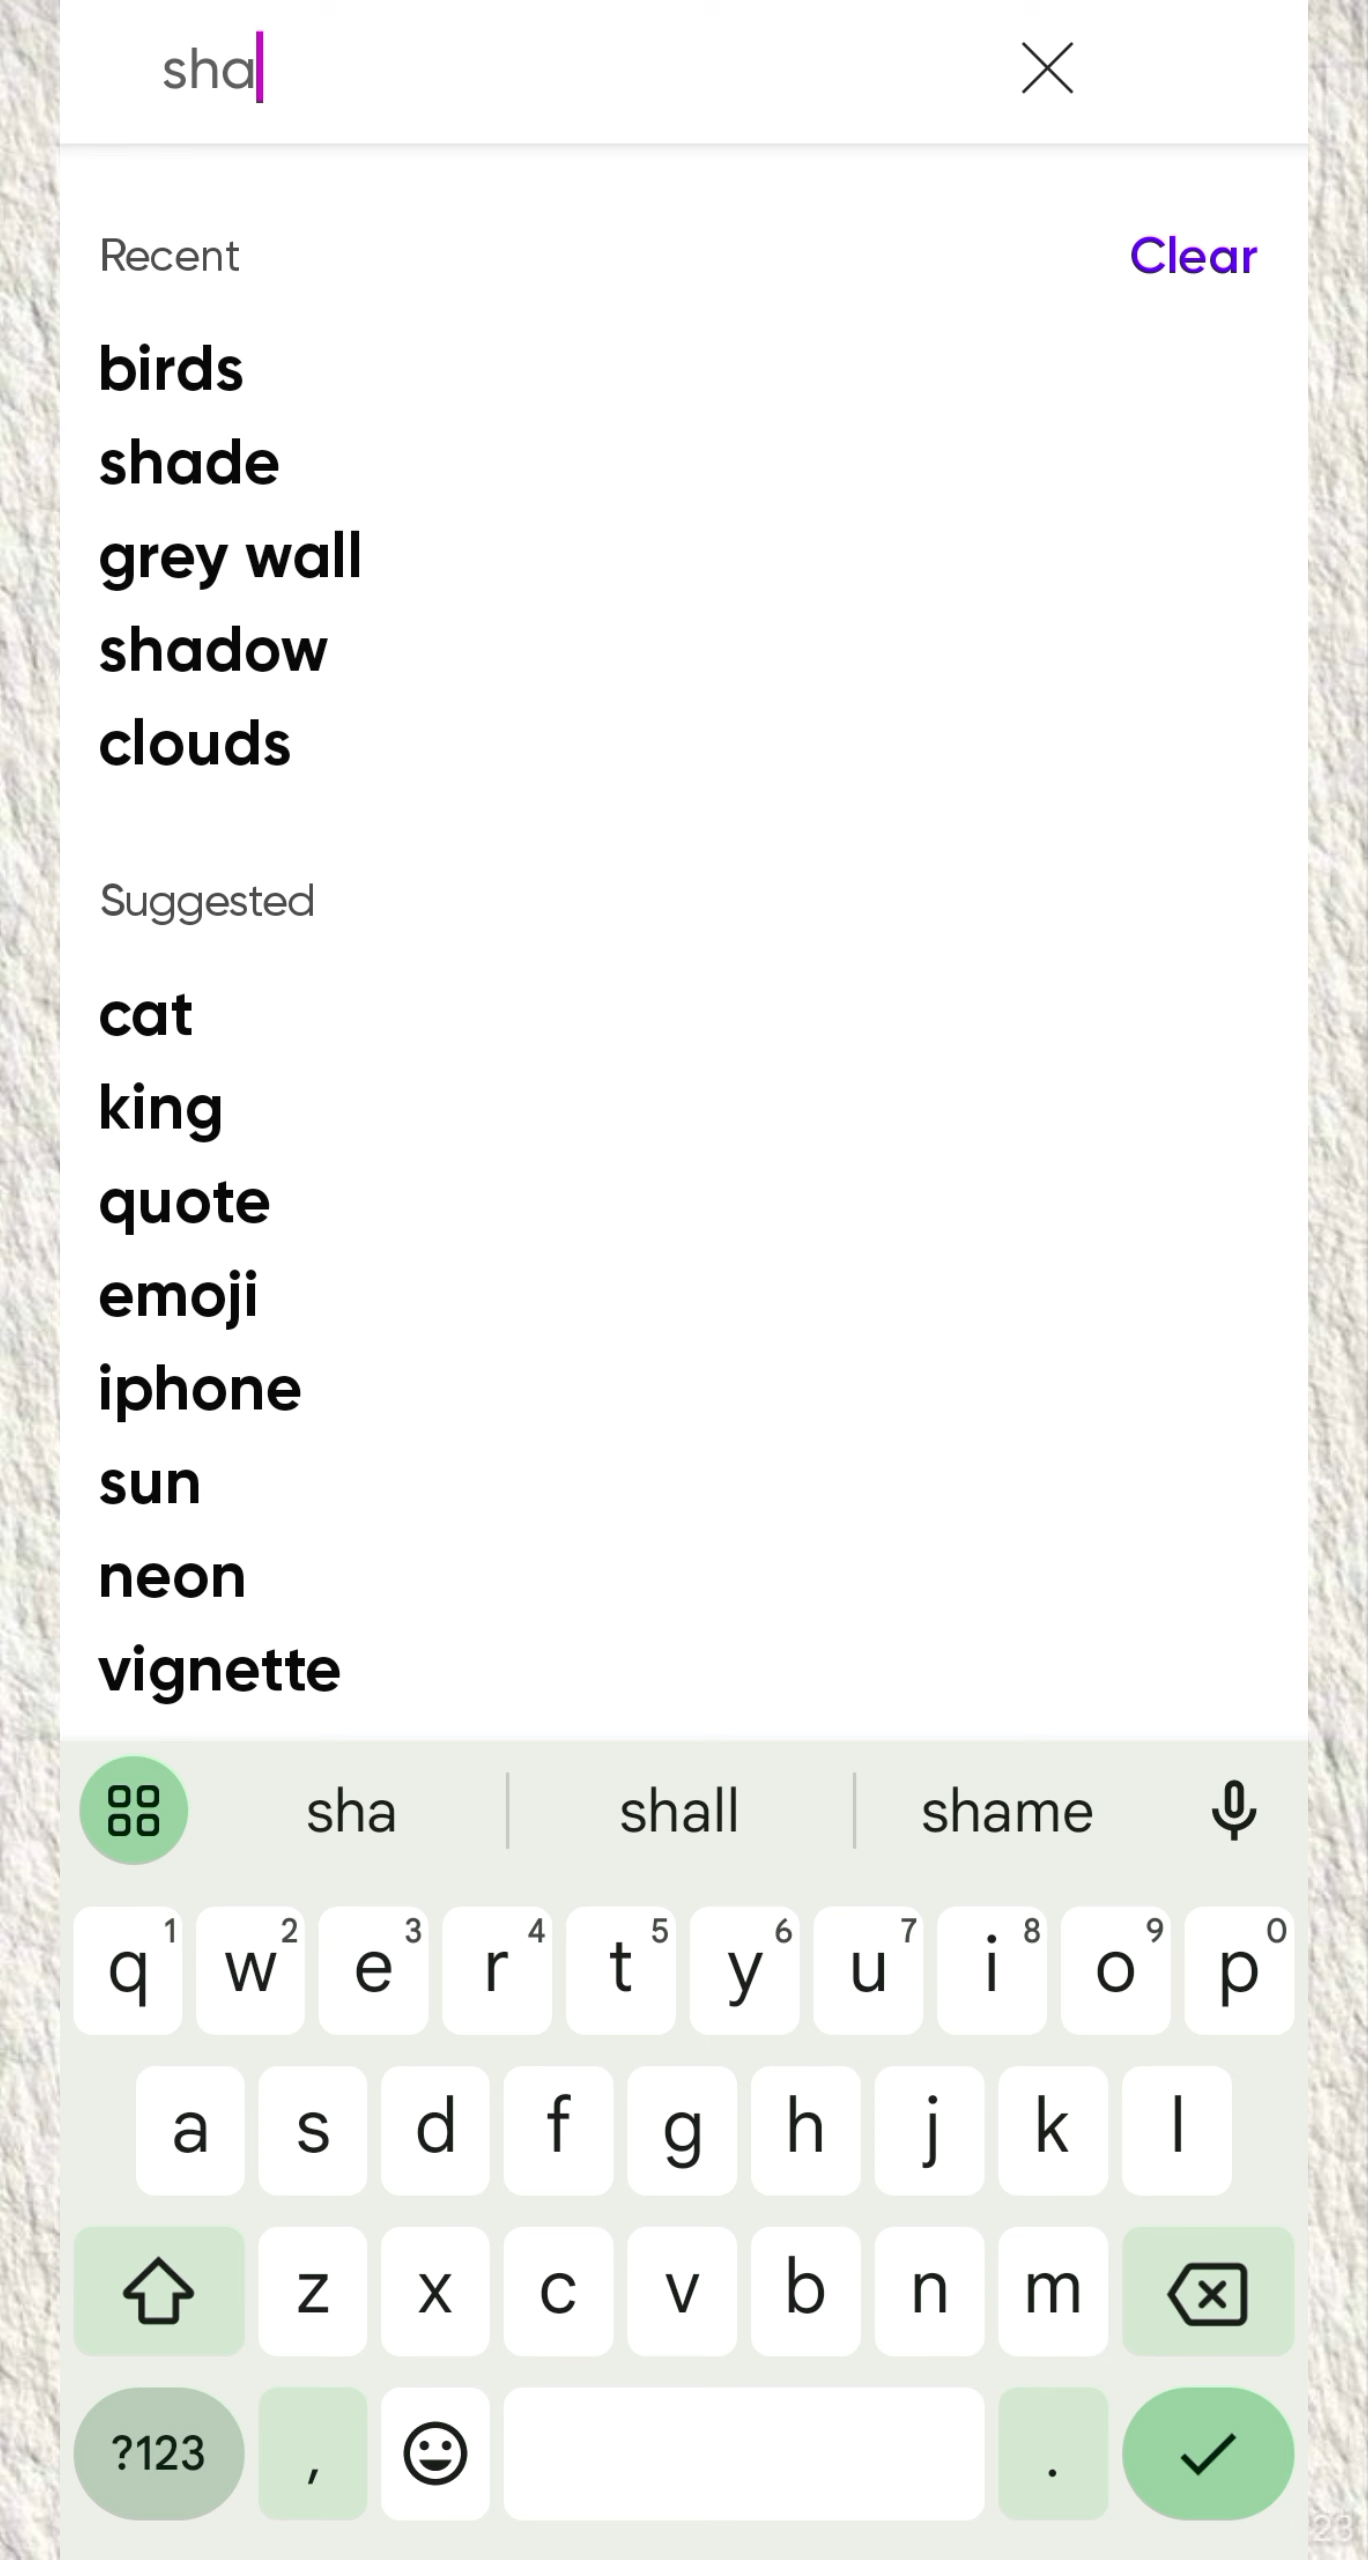 sha
Recent Clear
birds
shade
grey wall
shadow
clouds
Suggested
cat
king
quote
emoji
iphone
sun
neon
vignette
sha shall shame
q 1 w 2 e 3 r 4 t 5 y 6 u 7 i 8 o 9 p 0
a s d f g h j k l
z x c v b n m
?123 , .
23